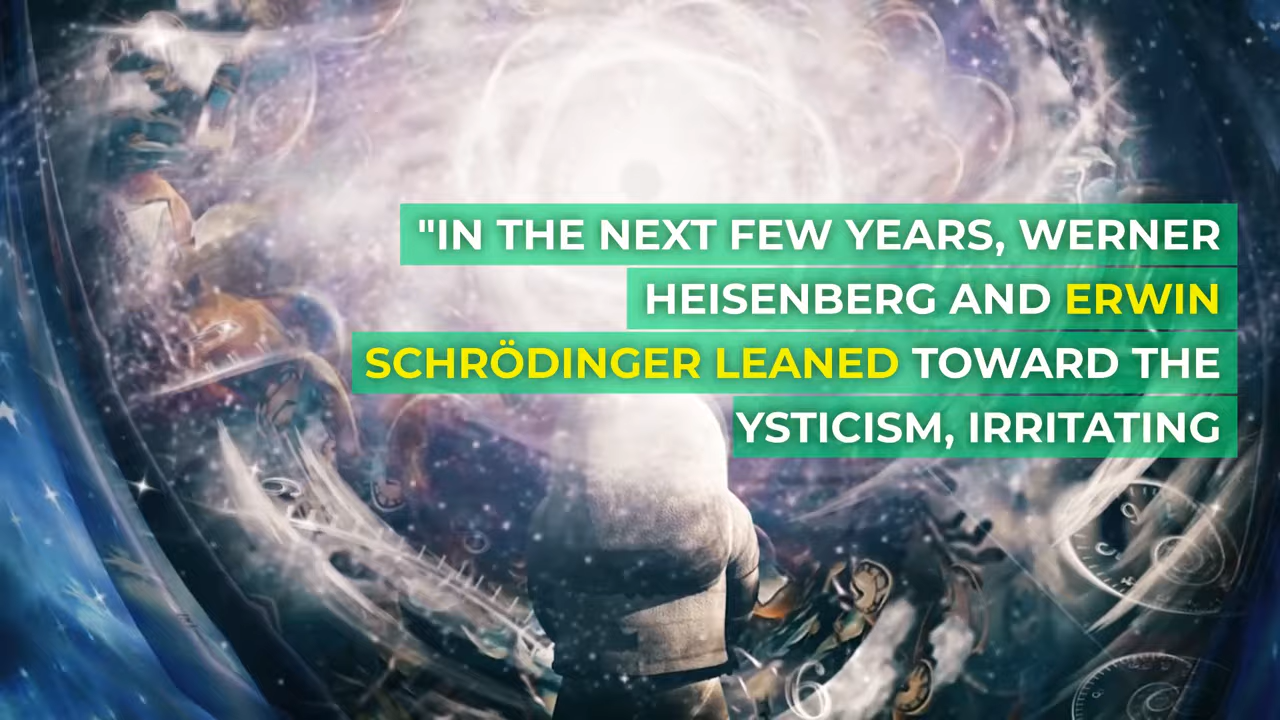 "IN THE NEXT FEW YEARS, WERNER
HEISENBERG AND ERWIN
SCHRÖDINGER LEANED TOWARD THE
YSTICISM, IRRITATING